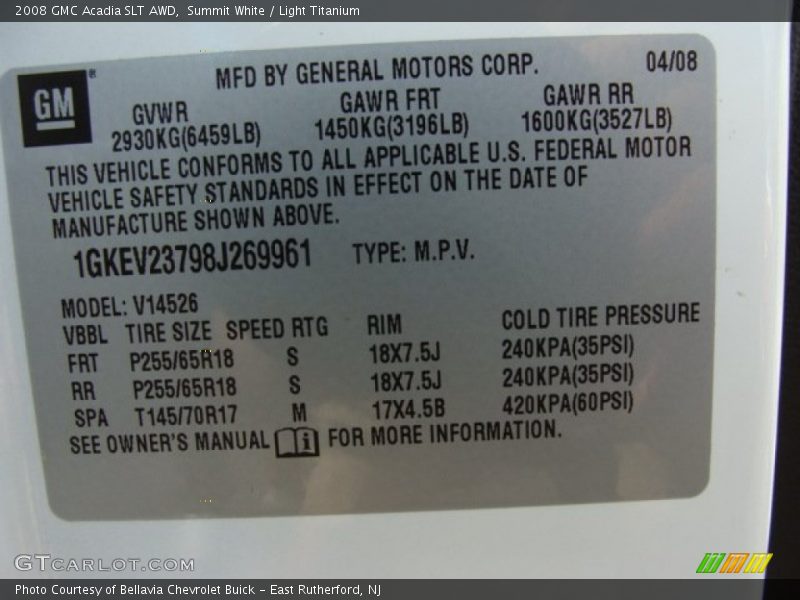 2008 GMC Acadia SLT AWD, Summit White / Light Titanium
GM ®
MFD BY GENERAL MOTORS CORP. 04/08
GVWR GAWR FRT GAWR RR
2930KG(6459LB) 1450KG(3196LB) 1600KG(3527LB)
THIS VEHICLE CONFORMS TO ALL APPLICABLE U.S. FEDERAL MOTOR
VEHICLE SAFETY STANDARDS IN EFFECT ON THE DATE OF
MANUFACTURE SHOWN ABOVE.
1GKEV23798J269961 TYPE: M.P.V.
MODEL: V14526
VBBL TIRE SIZE SPEED RTG RIM COLD TIRE PRESSURE
FRT P255/65R18 S 18X7.5J 240KPA(35PSI)
RR P255/65R18 S 18X7.5J 240KPA(35PSI)
SPA T145/70R17 M 17X4.5B 420KPA(60PSI)
SEE OWNER'S MANUAL i FOR MORE INFORMATION.
GTCARLOT.COM
Photo Courtesy of Bellavia Chevrolet Buick - East Rutherford, NJ